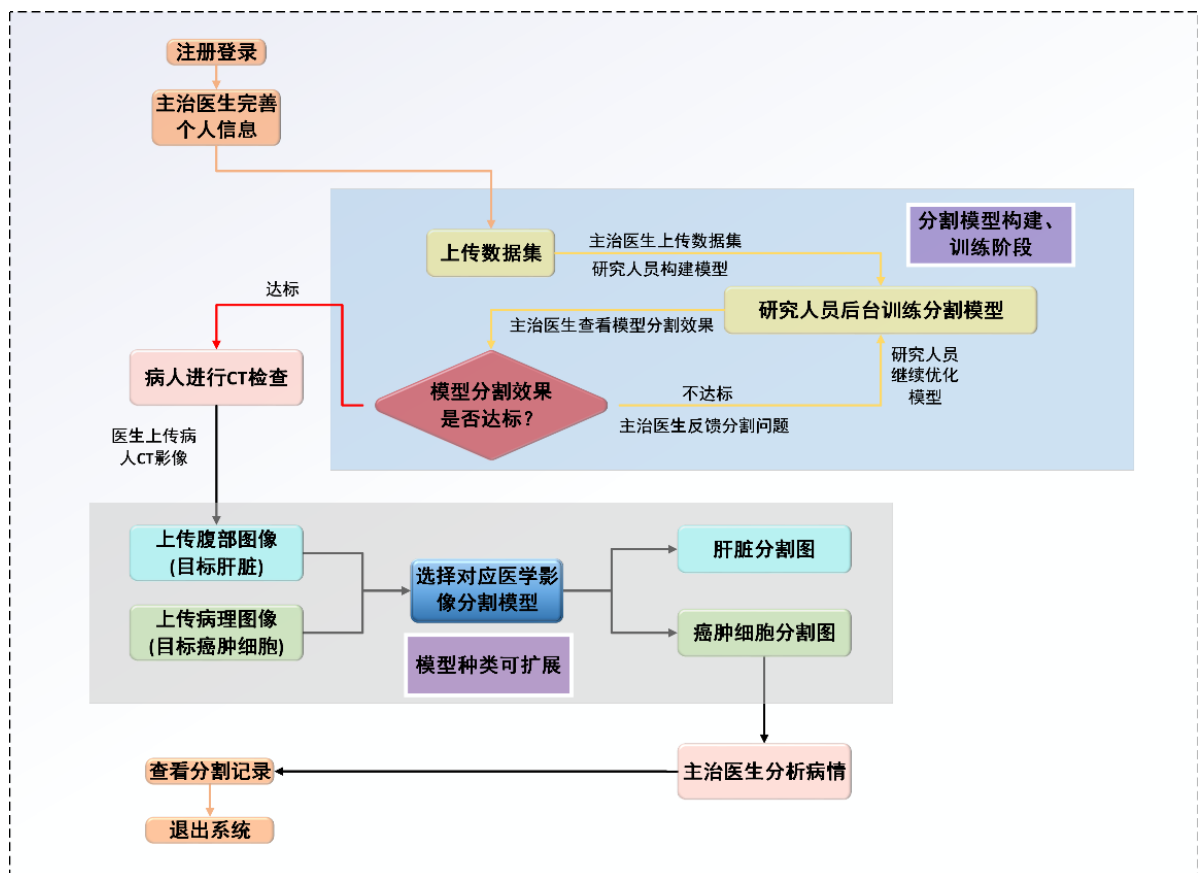 注册登录
主治医生完善
个人信息
分割模型构建、
训练阶段
上传数据集
主治医生上传数据集
研究人员构建模型
研究人员后台训练分割模型
主治医生查看模型分割效果
达标
病人进行CT检查
模型分割效果
是否达标?
不达标
主治医生反馈分割问题
研究人员
继续优化
模型
医生上传病
人CT影像
上传腹部图像
(目标肝脏)
上传病理图像
(目标癌肿细胞)
选择对应医学影
像分割模型
模型种类可扩展
肝脏分割图
癌肿细胞分割图
主治医生分析病情
查看分割记录
退出系统